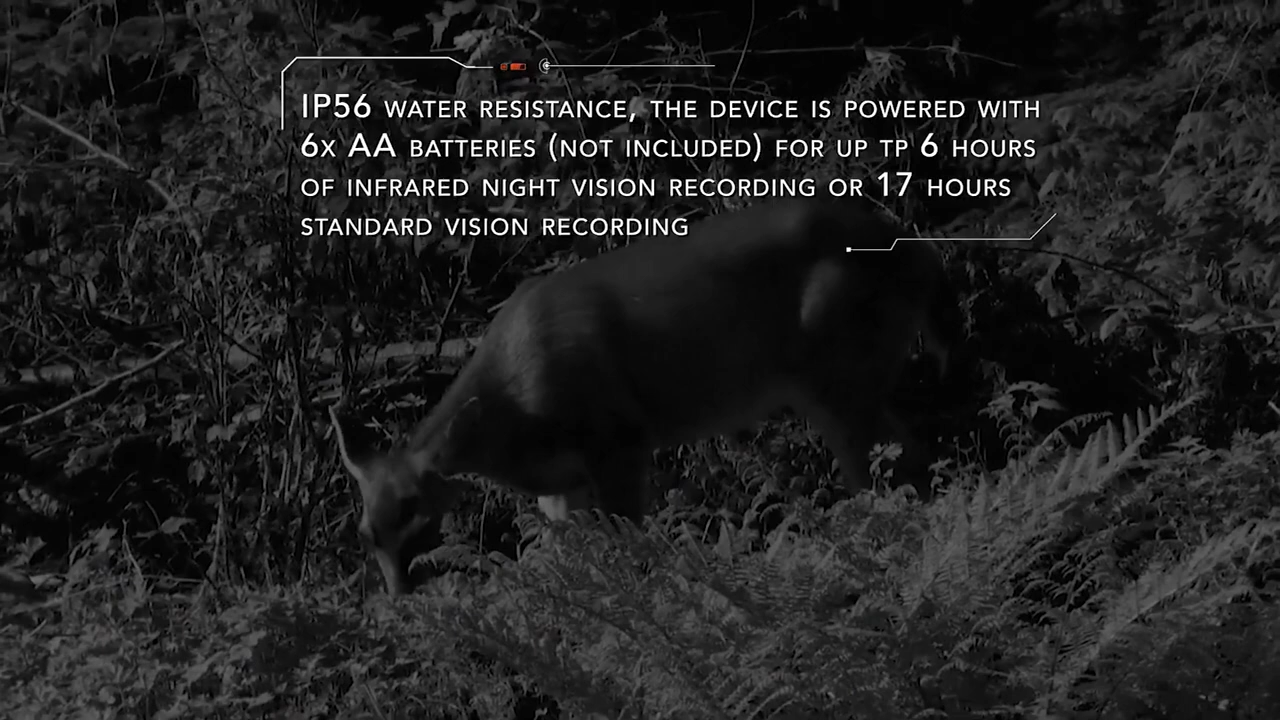 IP56 WATER RESISTANCE, THE DEVICE IS POWERED WITH
6X AA BATTERIES (NOT INCLUDED) FOR UP TP 6 HOURS
OF INFRARED NIGHT VISION RECORDING OR 17 HOURS
STANDARD VISION RECORDING